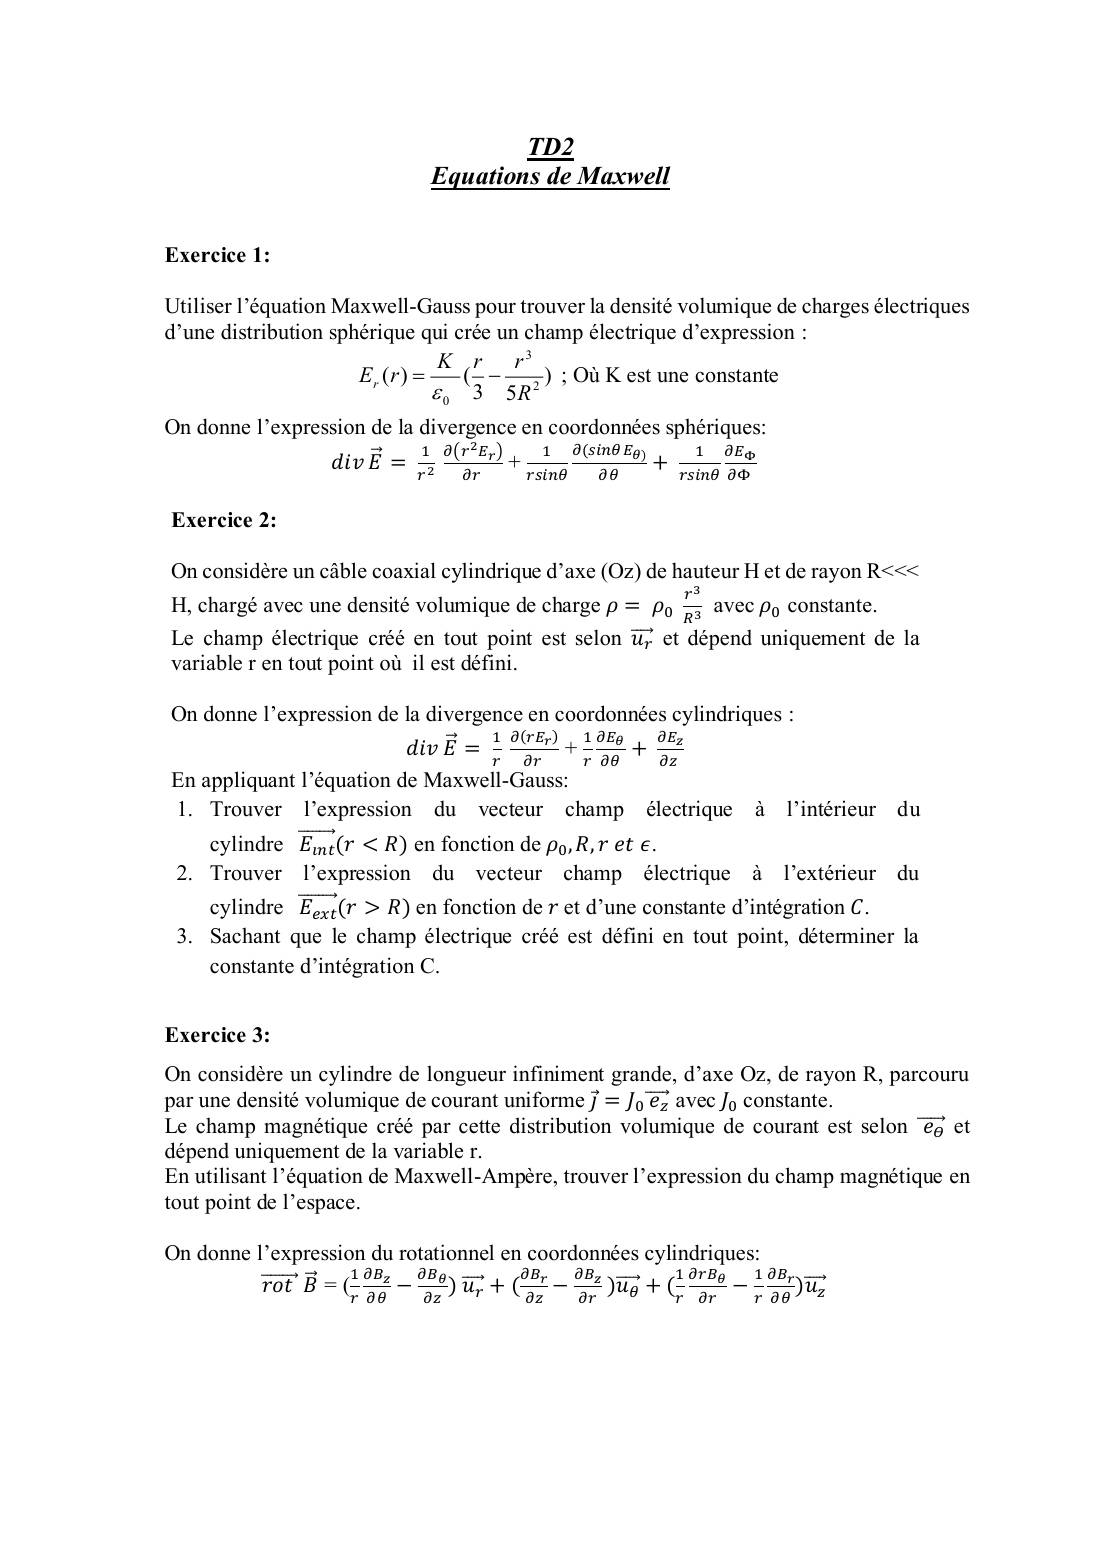 TD2
Equations de Maxwell
Exercice 1:
Utiliser l’équation Maxwell-Gauss pour trouver la densité volumique de charges électriques
d’une distribution sphérique qui crée un champ électrique d’expression :
E_r(r) = K/ε₀ (r/3 − r³/5R²) ; Où K est une constante
On donne l’expression de la divergence en coordonnées sphériques:
div E⃗ = 1/r² ∂(r²E_r)/∂r + 1/rsinθ ∂(sinθ E_θ)/∂θ + 1/rsinθ ∂E_Φ/∂Φ
Exercice 2:
On considère un câble coaxial cylindrique d’axe (Oz) de hauteur H et de rayon R<<<
H, chargé avec une densité volumique de charge ρ = ρ₀ r³/R³ avec ρ₀ constante.
Le champ électrique créé en tout point est selon u_r⃗ et dépend uniquement de la
variable r en tout point où il est défini.
On donne l’expression de la divergence en coordonnées cylindriques :
div E⃗ = 1/r ∂(rE_r)/∂r + 1/r ∂E_θ/∂θ + ∂E_z/∂z
En appliquant l’équation de Maxwell-Gauss:
1. Trouver l’expression du vecteur champ électrique à l’intérieur du
cylindre E_int⃗(r < R) en fonction de ρ₀, R, r et ϵ.
2. Trouver l’expression du vecteur champ électrique à l’extérieur du
cylindre E_ext⃗(r > R) en fonction de r et d’une constante d’intégration C.
3. Sachant que le champ électrique créé est défini en tout point, déterminer la
constante d’intégration C.
Exercice 3:
On considère un cylindre de longueur infiniment grande, d’axe Oz, de rayon R, parcouru
par une densité volumique de courant uniforme j⃗ = J₀ e_z⃗ avec J₀ constante.
Le champ magnétique créé par cette distribution volumique de courant est selon e_θ⃗ et
dépend uniquement de la variable r.
En utilisant l’équation de Maxwell-Ampère, trouver l’expression du champ magnétique en
tout point de l’espace.
On donne l’expression du rotationnel en coordonnées cylindriques:
rot⃗ B⃗ = (1/r ∂B_z/∂θ − ∂B_θ/∂z) u_r⃗ + (∂B_r/∂z − ∂B_z/∂r) u_θ⃗ + (1/r ∂rB_θ/∂r − 1/r ∂B_r/∂θ) u_z⃗